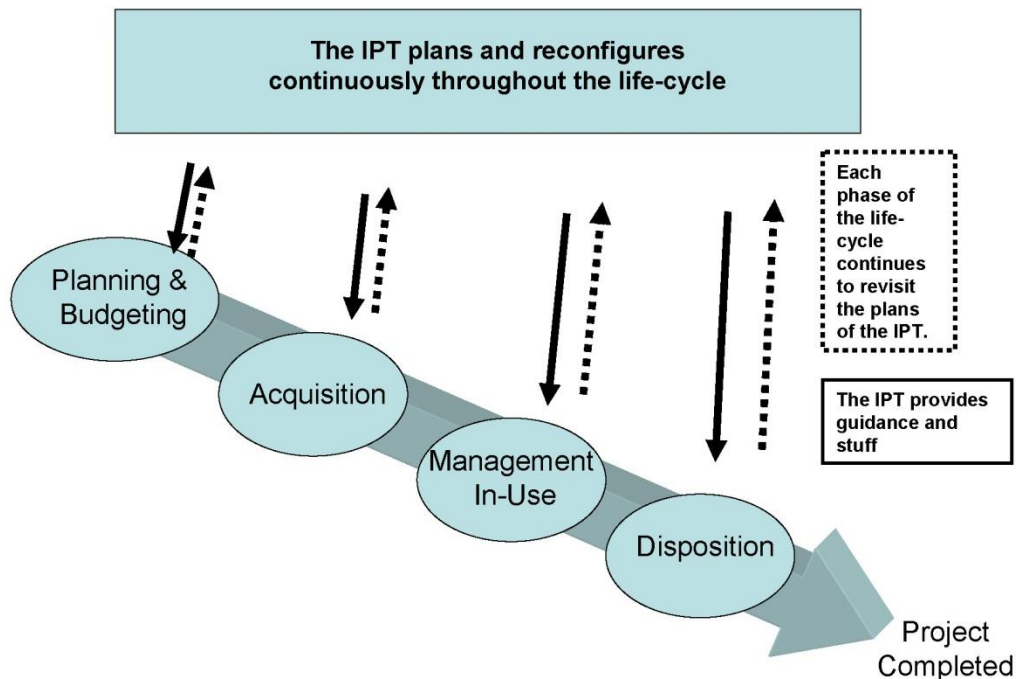 The IPT plans and reconfigures
continuously throughout the life-cycle
Each
phase of
the life-
cycle
continues
to revisit
the plans
of the IPT.
Planning &
Budgeting
Acquisition
The IPT provides
guidance and
stuff
Management
In-Use
Disposition
Project
Completed